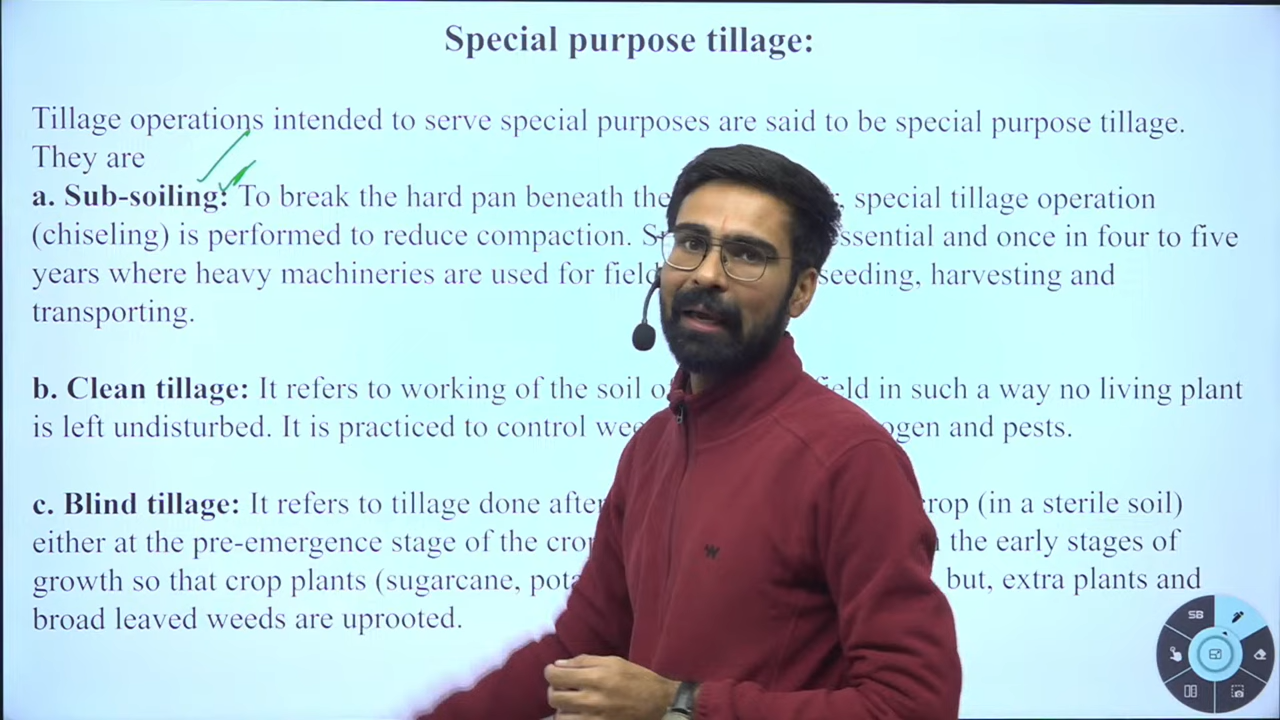 Special purpose tillage:
Tillage operations intended to serve special purposes are said to be special purpose tillage.
They are
a. Sub-soiling: To break the hard pan beneath the special tillage operation
(chiseling) is performed to reduce compaction. essential and once in four to five
years where heavy machineries are used for field seeding, harvesting and
transporting.
b. Clean tillage: It refers to working of the soil field in such a way no living plant
is left undisturbed. It is practiced to control and pests.
c. Blind tillage: It refers to tillage done after crop (in a sterile soil)
either at the pre-emergence stage of the crop the early stages of
growth so that crop plants (sugarcane, but, extra plants and
broad leaved weeds are uprooted.
SB